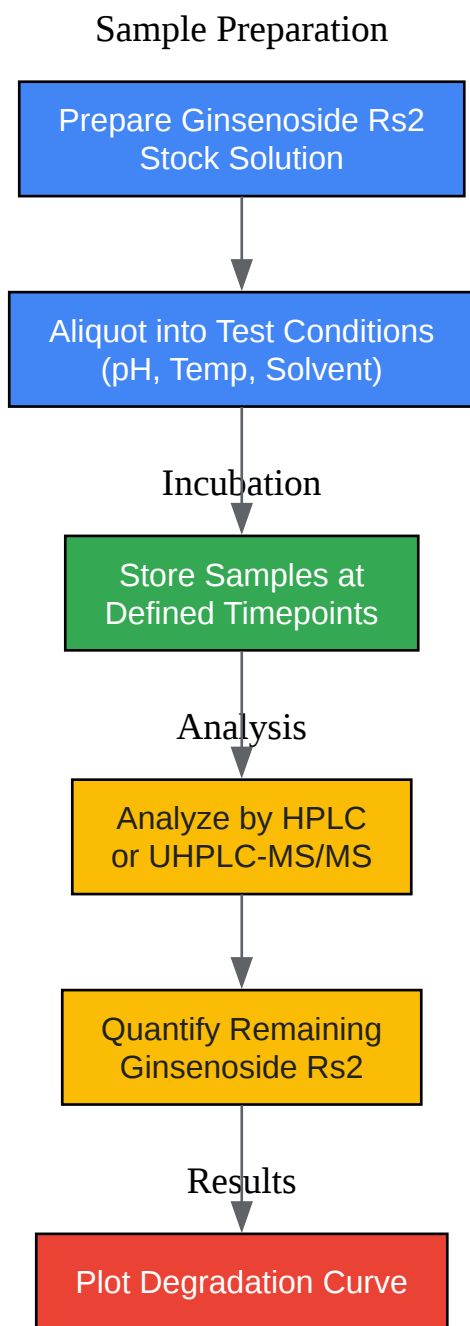 Sample Preparation
Prepare Ginsenoside Rs2
Stock Solution
Aliquot into Test Conditions
(pH, Temp, Solvent)
Incubation
Store Samples at
Defined Timepoints
Analysis
Analyze by HPLC
or UHPLC-MS/MS
Quantify Remaining
Ginsenoside Rs2
Results
Plot Degradation Curve